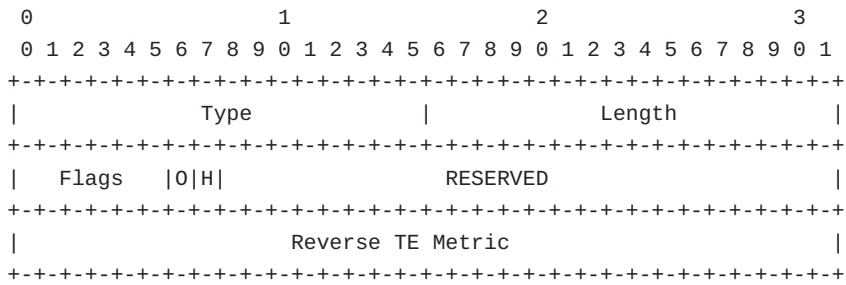 0                   1                   2                   3
0 1 2 3 4 5 6 7 8 9 0 1 2 3 4 5 6 7 8 9 0 1 2 3 4 5 6 7 8 9 0 1
+-+-+-+-+-+-+-+-+-+-+-+-+-+-+-+-+-+-+-+-+-+-+-+-+-+-+-+-+-+-+-+-+
|              Type             |             Length            |
+-+-+-+-+-+-+-+-+-+-+-+-+-+-+-+-+-+-+-+-+-+-+-+-+-+-+-+-+-+-+-+-+
|   Flags   |O|H|                 RESERVED                      |
+-+-+-+-+-+-+-+-+-+-+-+-+-+-+-+-+-+-+-+-+-+-+-+-+-+-+-+-+-+-+-+-+
|                     Reverse TE Metric                         |
+-+-+-+-+-+-+-+-+-+-+-+-+-+-+-+-+-+-+-+-+-+-+-+-+-+-+-+-+-+-+-+-+